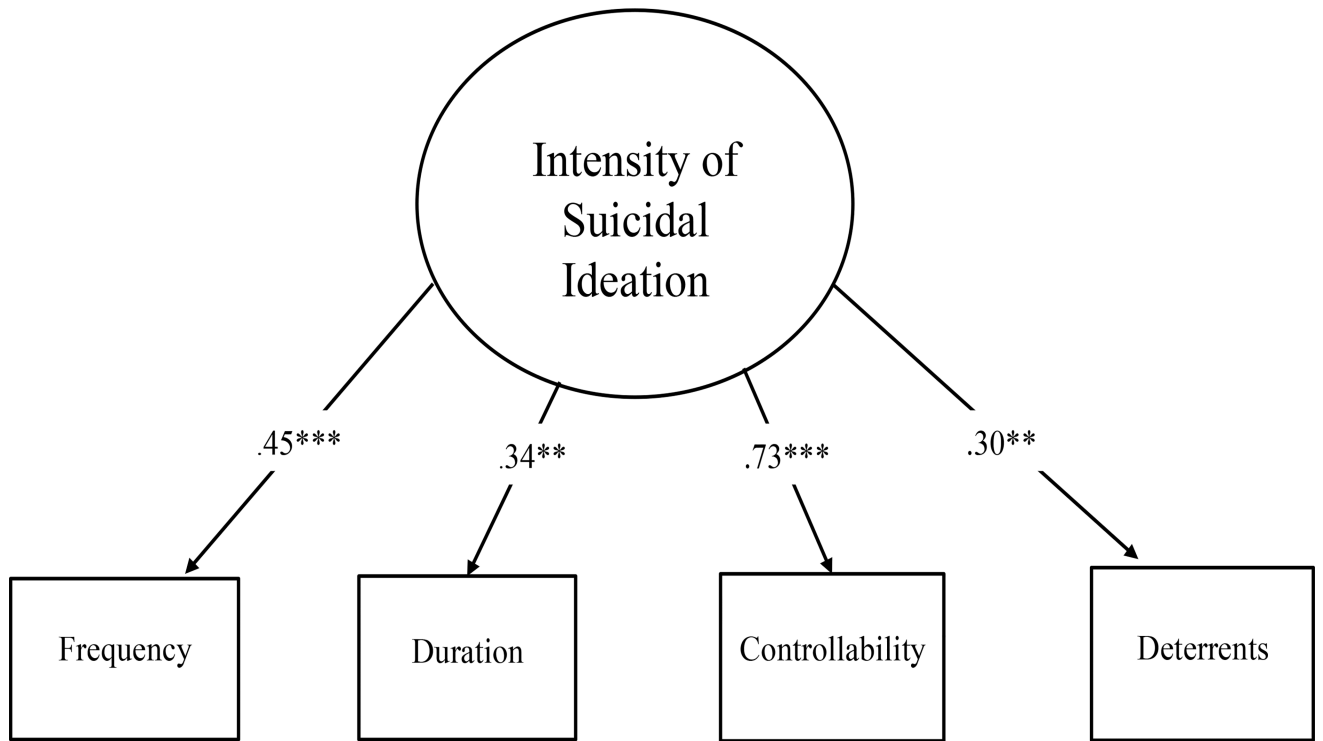 Intensity of
Suicidal
Ideation
.45***
.34**
.73***
.30**
Frequency
Duration
Controllability
Deterrents